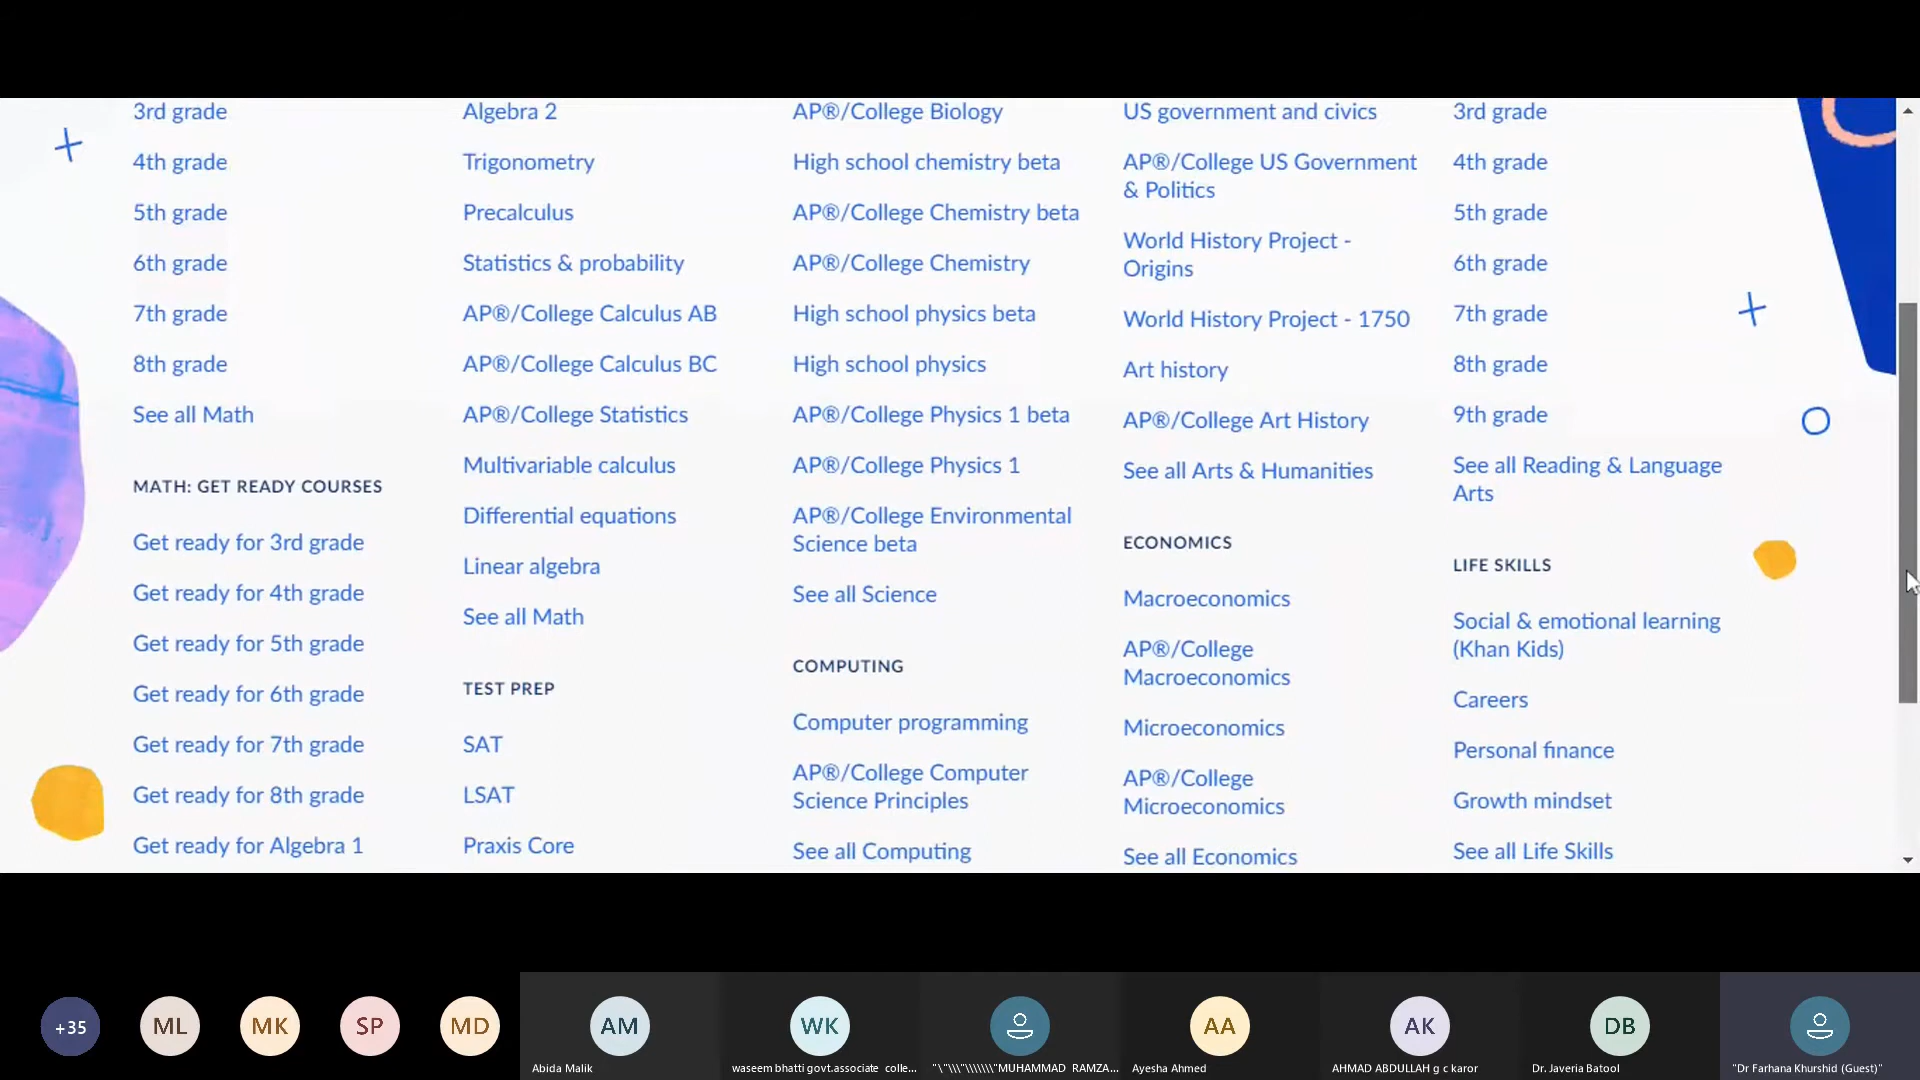 3rd grade
4th grade
5th grade
6th grade
7th grade
8th grade
See all Math
MATH: GET READY COURSES
Get ready for 3rd grade
Get ready for 4th grade
Get ready for 5th grade
Get ready for 6th grade
Get ready for 7th grade
Get ready for 8th grade
Get ready for Algebra 1
Algebra 2
Trigonometry
Precalculus
Statistics & probability
AP®/College Calculus AB
AP®/College Calculus BC
AP®/College Statistics
Multivariable calculus
Differential equations
Linear algebra
See all Math
TEST PREP
SAT
LSAT
Praxis Core
AP®/College Biology
High school chemistry beta
AP®/College Chemistry beta
AP®/College Chemistry
High school physics beta
High school physics
AP®/College Physics 1 beta
AP®/College Physics 1
AP®/College Environmental
Science beta
See all Science
COMPUTING
Computer programming
AP®/College Computer
Science Principles
See all Computing
US government and civics
AP®/College US Government
& Politics
World History Project -
Origins
World History Project - 1750
Art history
AP®/College Art History
See all Arts & Humanities
ECONOMICS
Macroeconomics
AP®/College
Macroeconomics
Microeconomics
AP®/College
Microeconomics
See all Economics
3rd grade
4th grade
5th grade
6th grade
7th grade
8th grade
9th grade
See all Reading & Language
Arts
LIFE SKILLS
Social & emotional learning
(Khan Kids)
Careers
Personal finance
Growth mindset
See all Life Skills
+35
ML
MK
SP
MD
AM
WK
AA
AK
DB
Abida Malik
waseem bhatti govt.associate colle...
"\"\\\"\\\\\\\"MUHAMMAD RAMZA...
Ayesha Ahmed
AHMAD ABDULLAH g c karor
Dr. Javeria Batool
"Dr Farhana Khurshid (Guest)"